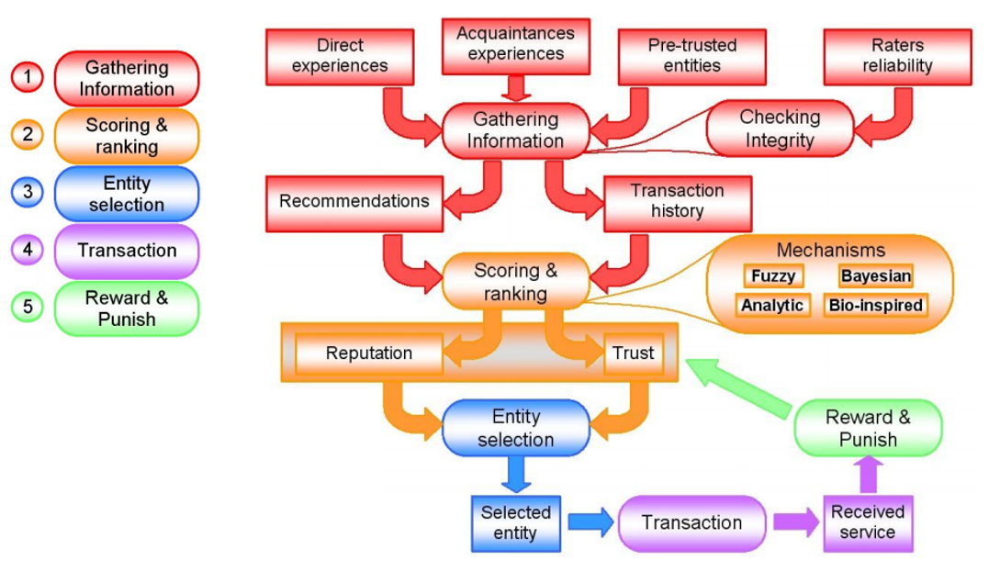 1
Gathering
Information
2
Scoring &
ranking
3
Entity
selection
4
Transaction
5
Reward &
Punish
Direct
experiences
Acquaintances
experiences
Pre-trusted
entities
Raters
reliability
Gathering
Information
Checking
Integrity
Recommendations
Transaction
history
Scoring &
ranking
Mechanisms
Fuzzy
Bayesian
Analytic
Bio-inspired
Reputation
Trust
Entity
selection
Reward &
Punish
Selected
entity
Transaction
Received
service